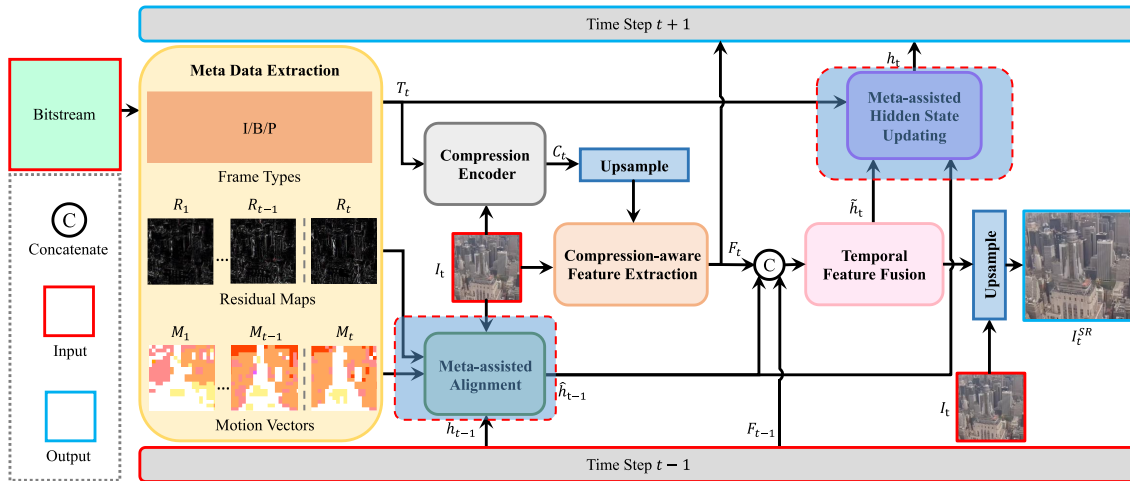 Time Step t + 1
Bitstream
Meta Data Extraction
I/B/P
Frame Types
R_1
R_{t-1}
R_t
...
Residual Maps
M_1
M_{t-1}
M_t
...
Motion Vectors
C
Concatenate
Input
Output
T_t
Compression
Encoder
C_t
Upsample
I_t
Compression-aware
Feature Extraction
F_t
C
Meta-assisted
Alignment
ĥ_{t-1}
h_{t-1}
F_{t-1}
h_t
Meta-assisted
Hidden State
Updating
h̃_t
Temporal
Feature Fusion
Upsample
I_t^{SR}
I_t
Time Step t − 1